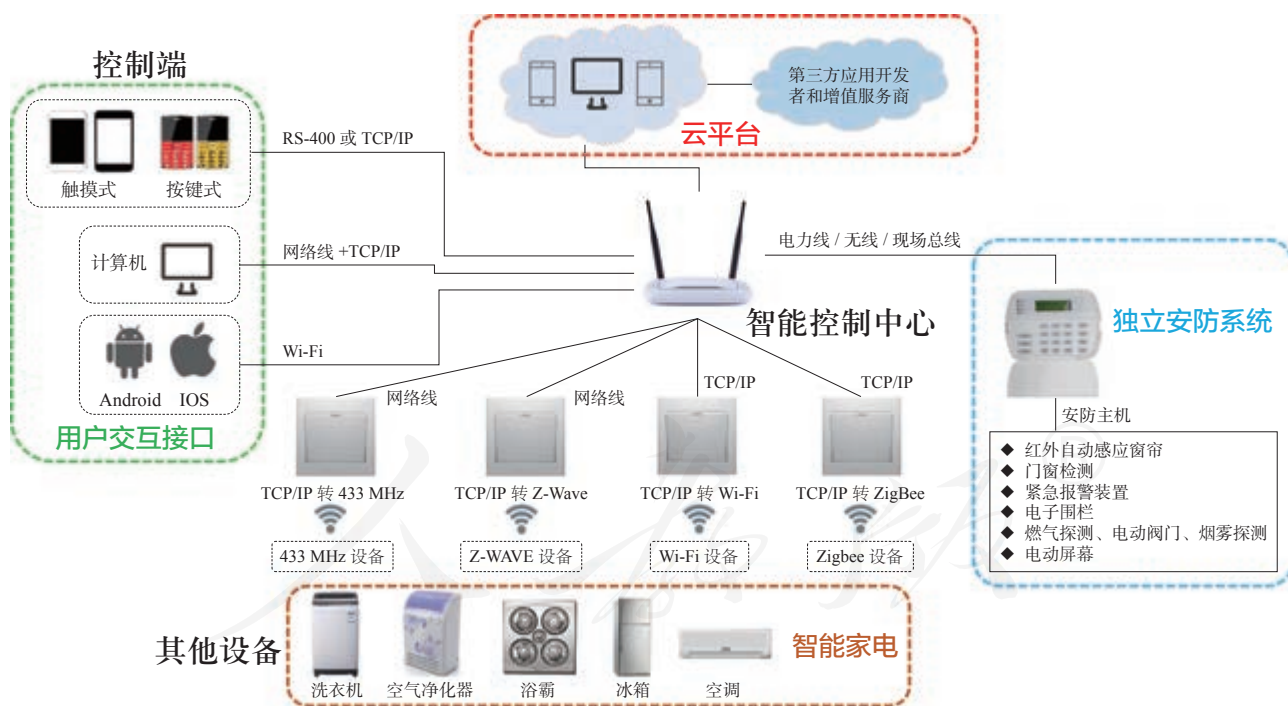 控制端
触摸式
按键式
计算机
Android
IOS
用户交互接口
RS-400 或 TCP/IP
网络线 +TCP/IP
Wi-Fi
第三方应用开发
者和增值服务商
云平台
智能控制中心
电力线 / 无线 / 现场总线
独立安防系统
安防主机
◆ 红外自动感应窗帘
◆ 门窗检测
◆ 紧急报警装置
◆ 电子围栏
◆ 燃气探测、电动阀门、烟雾探测
◆ 电动屏幕
网络线
网络线
TCP/IP
TCP/IP
TCP/IP 转 433 MHz
TCP/IP 转 Z-Wave
TCP/IP 转 Wi-Fi
TCP/IP 转 ZigBee
433 MHz 设备
Z-WAVE 设备
Wi-Fi 设备
Zigbee 设备
其他设备
智能家电
洗衣机
空气净化器
浴霸
冰箱
空调